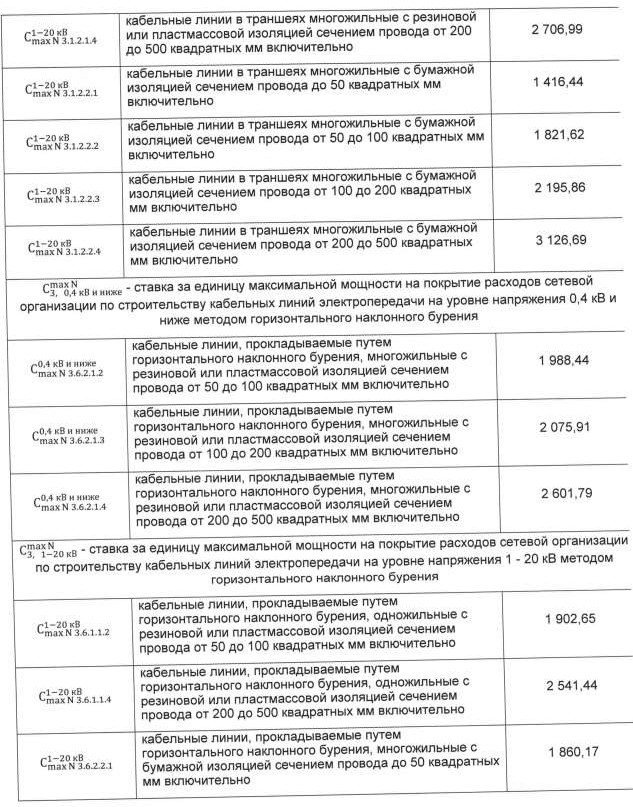 C 1−20 кВ max N 3.1.2.1.4
кабельные линии в траншеях многожильные с резиновой
или пластмассовой изоляцией сечением провода от 200
до 500 квадратных мм включительно
2 706,99
C 1−20 кВ max N 3.1.2.2.1
кабельные линии в траншеях многожильные с бумажной
изоляцией сечением провода до 50 квадратных мм
включительно
1 416,44
C 1−20 кВ max N 3.1.2.2.2
кабельные линии в траншеях многожильные с бумажной
изоляцией сечением провода от 50 до 100 квадратных мм
включительно
1 821,62
C 1−20 кВ max N 3.1.2.2.3
кабельные линии в траншеях многожильные с бумажной
изоляцией сечением провода от 100 до 200 квадратных
мм включительно
2 195,86
C 1−20 кВ max N 3.1.2.2.4
кабельные линии в траншеях многожильные с бумажной
изоляцией сечением провода от 200 до 500 квадратных
мм включительно
3 126,69
C max N 3, 0,4 кВ и ниже - ставка за единицу максимальной мощности на покрытие расходов сетевой
организации по строительству кабельных линий электропередачи на уровне напряжения 0,4 кВ и
ниже методом горизонтального наклонного бурения
C 0,4 кВ и ниже max N 3.6.2.1.2
кабельные линии, прокладываемые путем
горизонтального наклонного бурения, многожильные с
резиновой или пластмассовой изоляцией сечением
провода от 50 до 100 квадратных мм включительно
1 988,44
C 0,4 кВ и ниже max N 3.6.2.1.3
кабельные линии, прокладываемые путем
горизонтального наклонного бурения, многожильные с
резиновой или пластмассовой изоляцией сечением
провода от 100 до 200 квадратных мм включительно
2 075,91
C 0,4 кВ и ниже max N 3.6.2.1.4
кабельные линии, прокладываемые путем
горизонтального наклонного бурения, многожильные с
резиновой или пластмассовой изоляцией сечением
провода от 200 до 500 квадратных мм включительно
2 601,79
C max N 3, 1−20 кВ - ставка за единицу максимальной мощности на покрытие расходов сетевой организации
по строительству кабельных линий электропередачи на уровне напряжения 1 - 20 кВ методом
горизонтального наклонного бурения
C 1−20 кВ max N 3.6.1.1.2
кабельные линии, прокладываемые путем
горизонтального наклонного бурения, одножильные с
резиновой или пластмассовой изоляцией сечением
провода от 50 до 100 квадратных мм включительно
1 902,65
C 1−20 кВ max N 3.6.1.1.4
кабельные линии, прокладываемые путем
горизонтального наклонного бурения, одножильные с
резиновой или пластмассовой изоляцией сечением
провода от 200 до 500 квадратных мм включительно
2 541,44
C 1−20 кВ max N 3.6.2.2.1
кабельные линии, прокладываемые путем
горизонтального наклонного бурения, многожильные с
бумажной изоляцией сечением провода до 50 квадратных
мм включительно
1 860,17